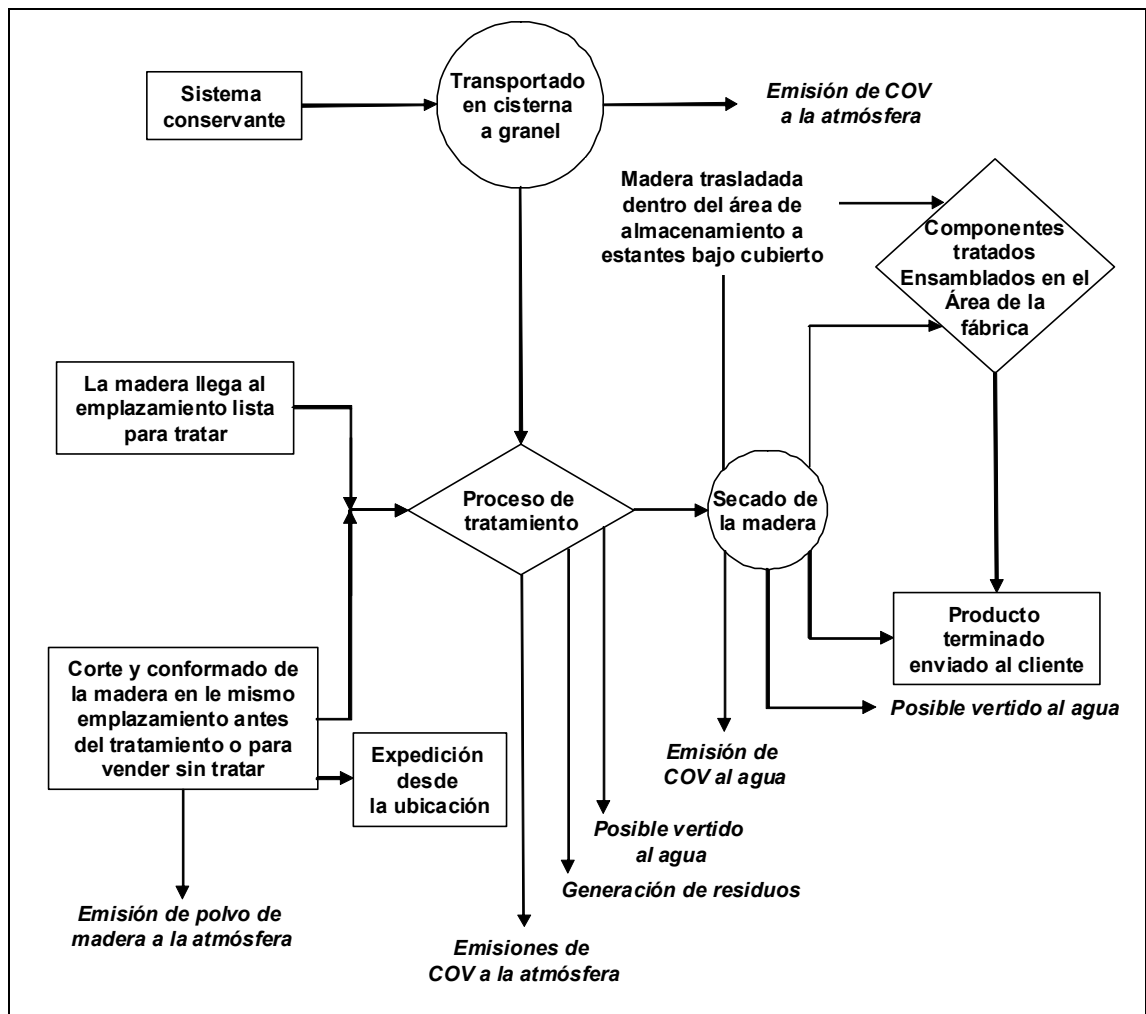 Sistema
conservante
Transportado
en cisterna
a granel
Emisión de COV
a la atmósfera
Madera trasladada
dentro del área de
almacenamiento a
estantes bajo cubierto
Componentes
tratados
Ensamblados en el
Área de la
fábrica
La madera llega al
emplazamiento lista
para tratar
Proceso de
tratamiento
Secado de
la madera
Producto
terminado
enviado al cliente
Corte y conformado de
la madera en le mismo
emplazamiento antes
del tratamiento o para
vender sin tratar
Expedición
desde
la ubicación
Posible vertido al agua
Emisión de
COV al agua
Posible vertido
al agua
Generación de residuos
Emisión de polvo de
madera a la atmósfera
Emisiones de
COV a la atmósfera